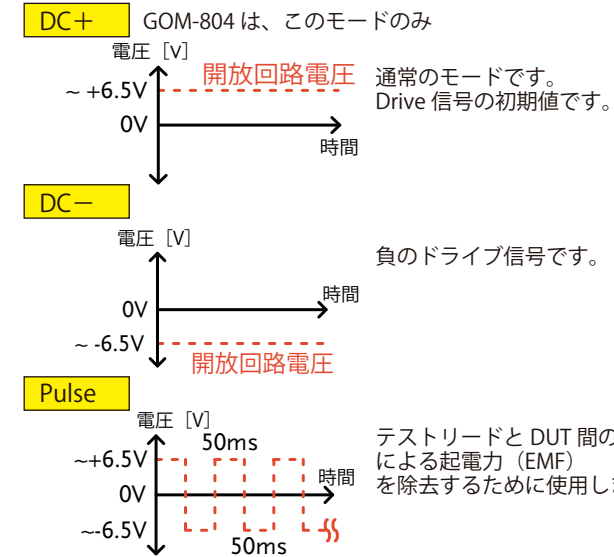 DC＋
GOM-804 は、このモードのみ
電圧［V］
開放回路電圧
~ +6.5V
0V
時間
通常のモードです。
Drive 信号の初期値です。
DC－
電圧［V］
負のドライブ信号です。
時間
0V
~ -6.5V
開放回路電圧
Pulse
電圧［V］
50ms
~+6.5V
時間
0V
~-6.5V
50ms
テストリードと DUT 間の
による起電力（EMF）
を除去するために使用し